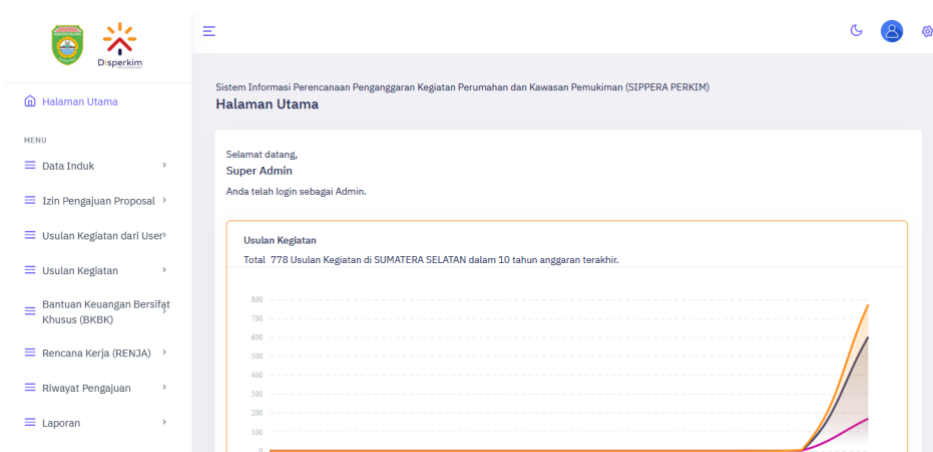 Disperkim
Halaman Utama
MENU
Data Induk
Izin Pengajuan Proposal
Usulan Kegiatan dari User
Usulan Kegiatan
Bantuan Keuangan Bersifat
Khusus (BKBK)
Rencana Kerja (RENJA)
Riwayat Pengajuan
Laporan
Sistem Informasi Perencanaan Penganggaran Kegiatan Perumahan dan Kawasan Pemukiman (SIPPERA PERKIM)
Halaman Utama
Selamat datang,
Super Admin
Anda telah login sebagai Admin.
Usulan Kegiatan
Total 778 Usulan Kegiatan di SUMATERA SELATAN dalam 10 tahun anggaran terakhir.
800
700
600
500
400
300
200
100
0